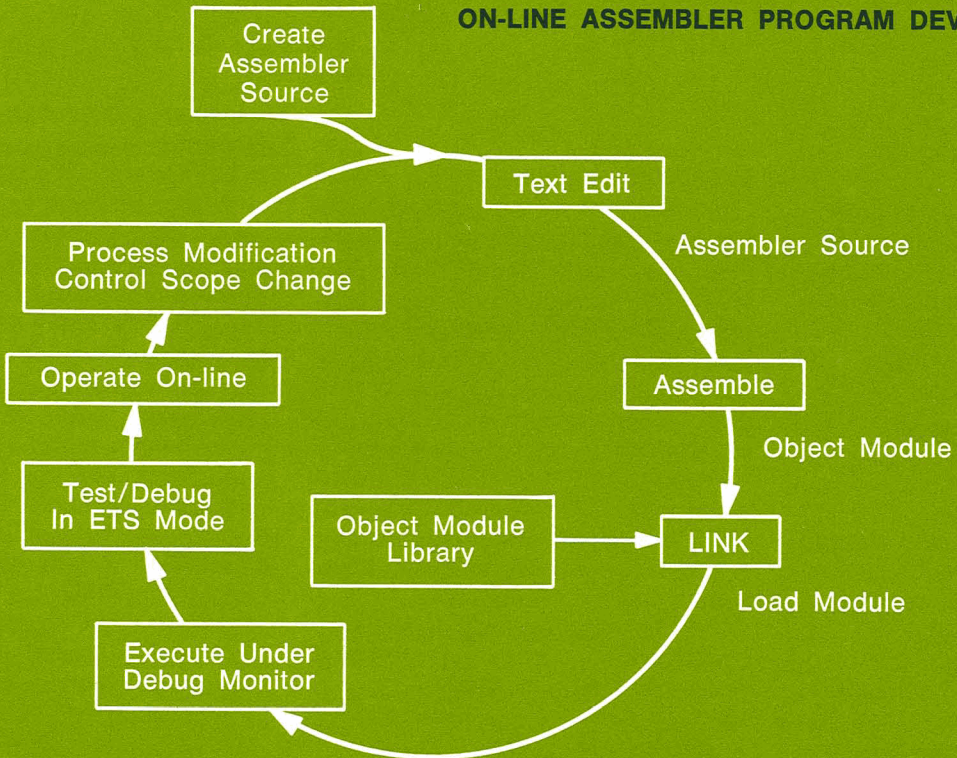 ON-LINE ASSEMBLER PROGRAM
Create
Assembler
Source
Text Edit
Assembler Source
Process Modification
Control Scope Change
Operate On-line
Assemble
Object Module
Test/Debug
In ETS Mode
Object Module
Library
LINK
Load Module
Execute Under
Debug Monitor